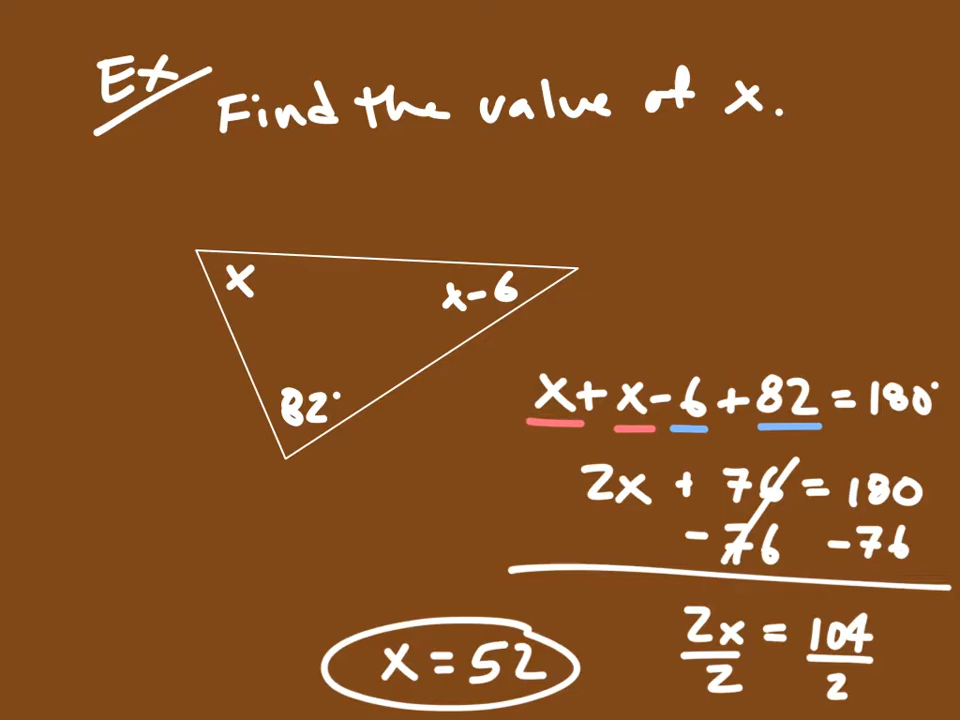 Ex
Find the value of x.
x
x-6
82°
x+x-6+82=180°
2x + 76 = 180
-76 -76
2x = 104
2 2
x=52